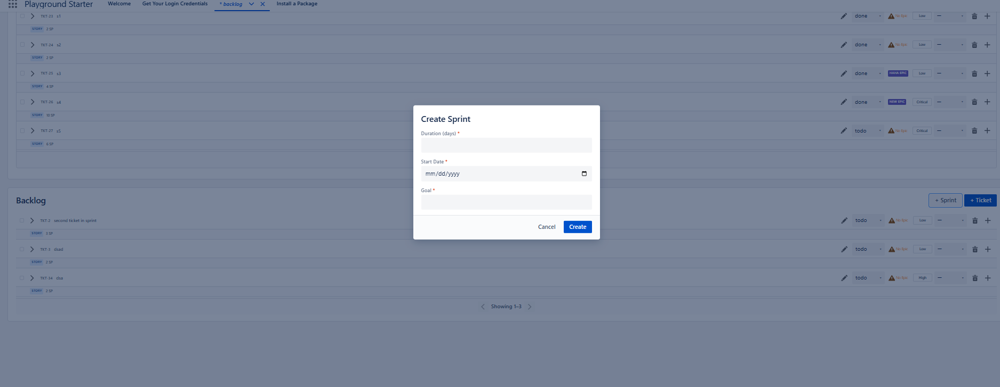 Playground Starter Welcome Get Your Login Credentials * backlog Install a Package
TKT-23 s1 done No Epic Low —
STORY 2 SP
TKT-24 s2 done No Epic Low —
STORY 2 SP
TKT-25 s3 done HAHA EPIC Low —
STORY 4 SP
TKT-26 s4 done NEW EPIC Critical —
STORY 10 SP
TKT-27 s5 todo No Epic Critical —
STORY 6 SP
Create Sprint
Duration (days) *
Start Date *
mm/dd/yyyy
Goal *
Cancel Create
Backlog + Sprint + Ticket
TKT-2 second ticket in sprint todo No Epic Low —
STORY 3 SP
TKT-3 dsad todo No Epic Low —
STORY 2 SP
TKT-34 dsa todo No Epic High —
STORY 2 SP
Showing 1–3